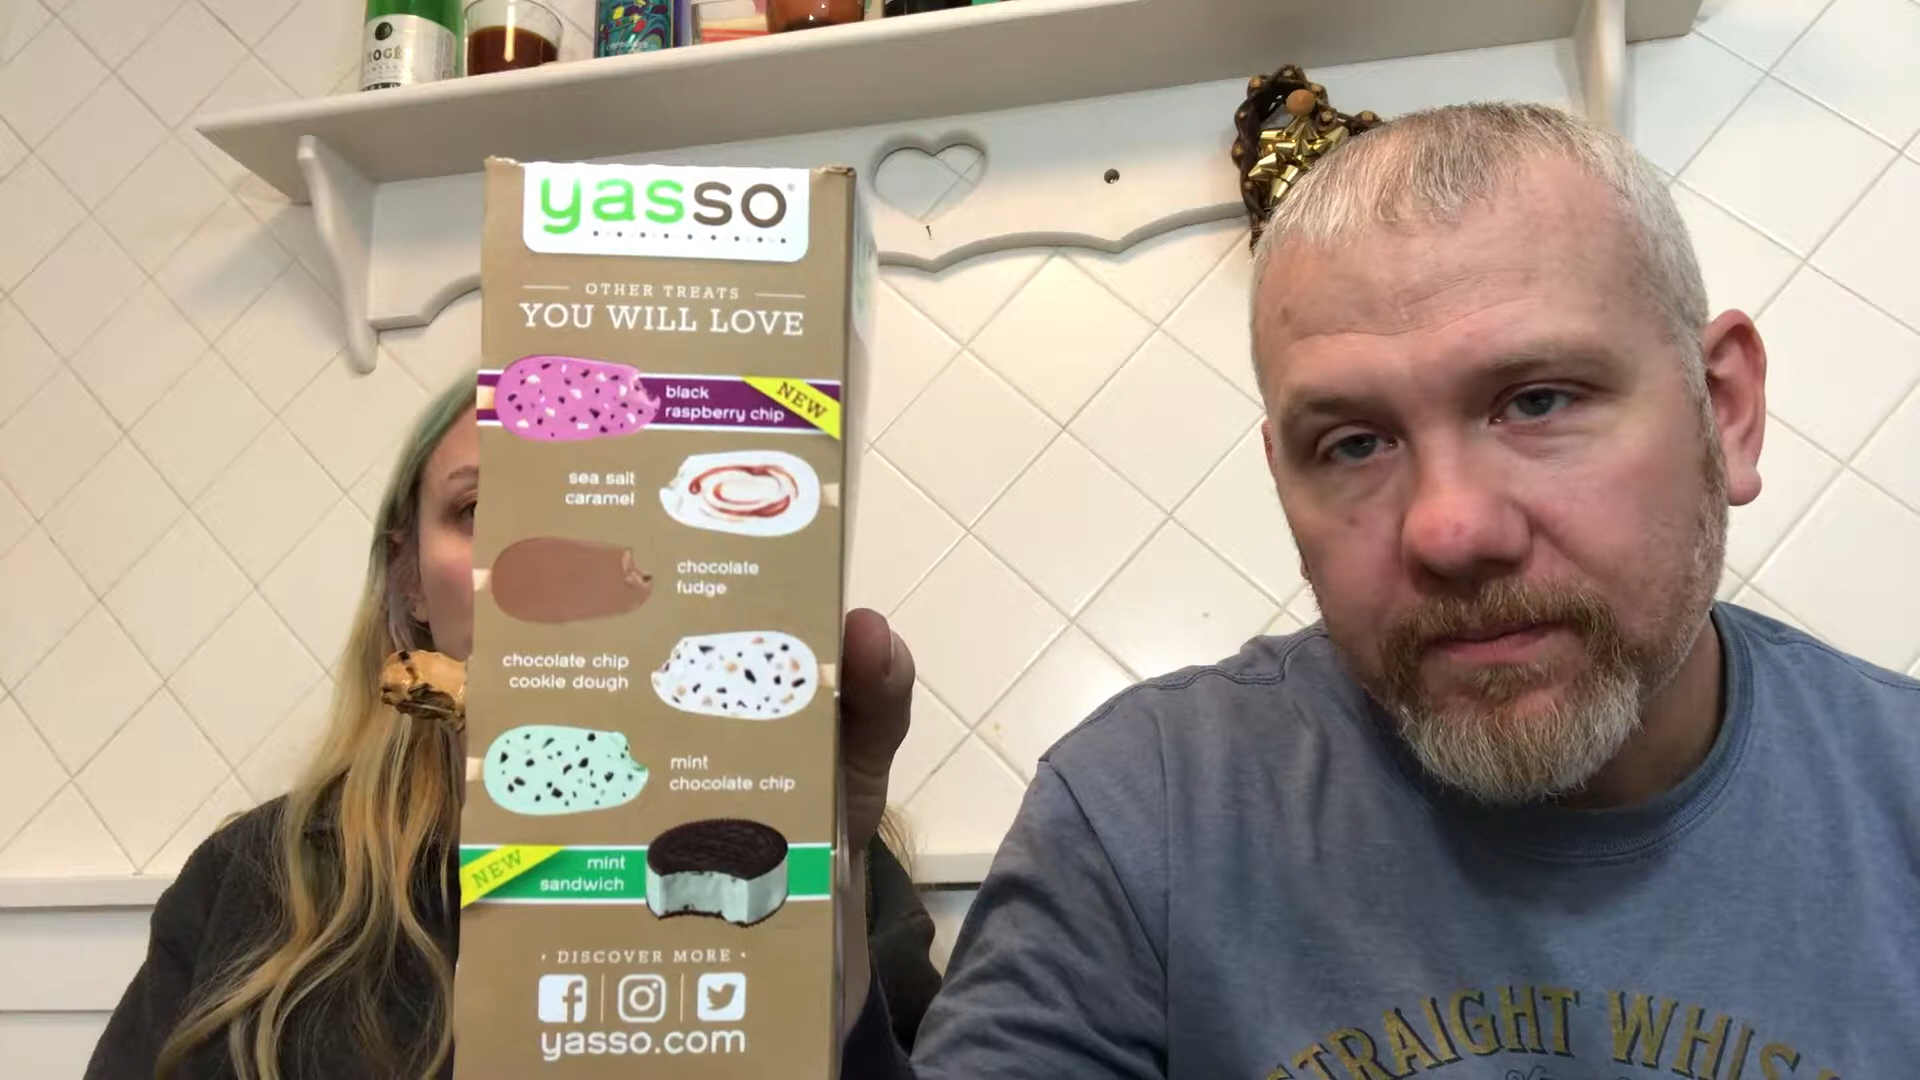 ROGÉ
yasso
OTHER TREATS
YOU WILL LOVE
black
raspberry chip
NEW
sea salt
caramel
chocolate
fudge
chocolate chip
cookie dough
mint
chocolate chip
NEW
mint
sandwich
• DISCOVER MORE •
yasso.com
STRAIGHT WHIS